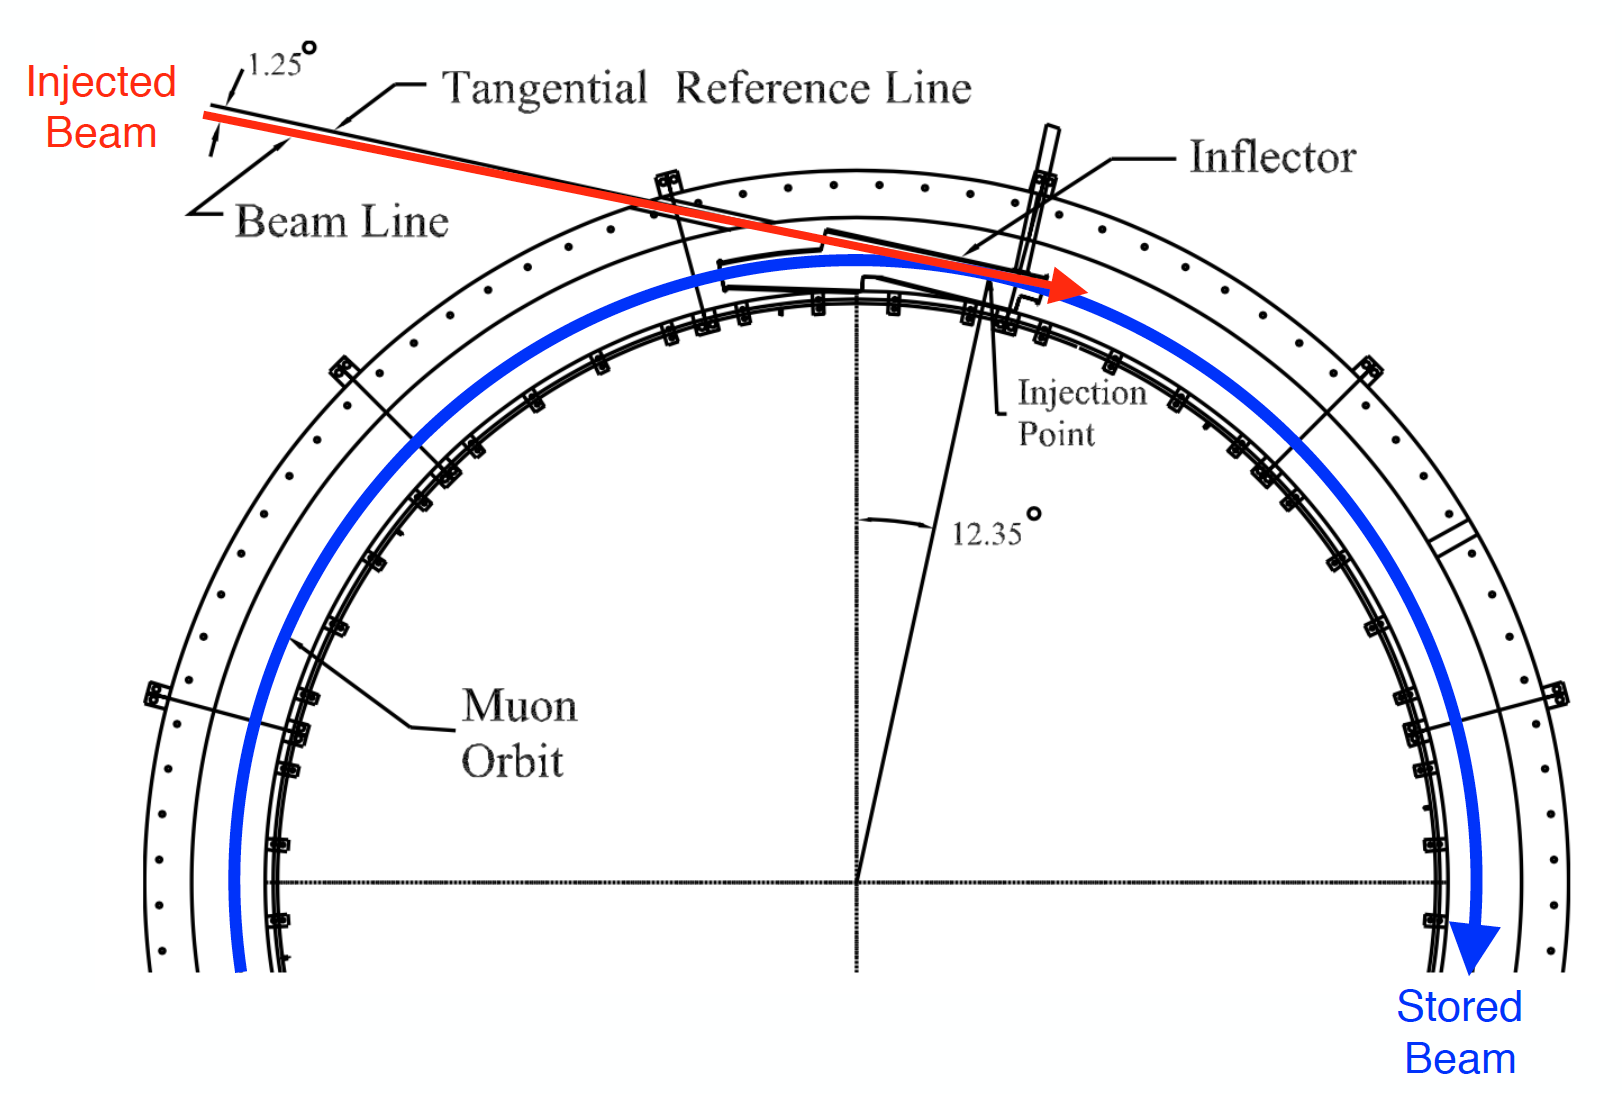 1.25°
Injected
Beam
Tangential Reference Line
Inflector
Beam Line
Injection
Point
12.35°
Muon
Orbit
Stored
Beam